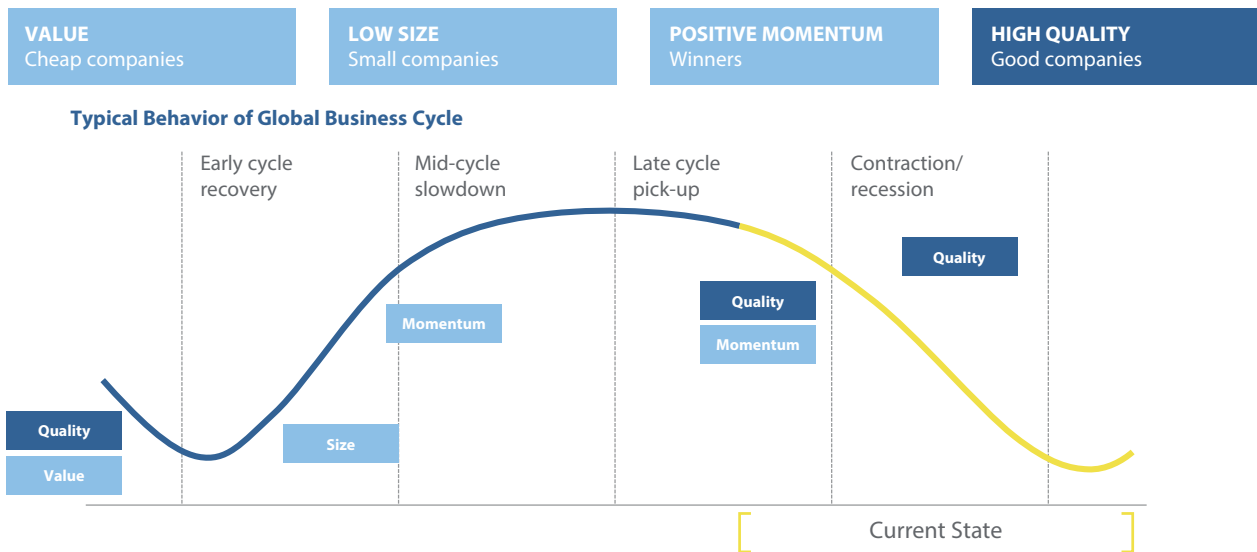 VALUE
Cheap companies
LOW SIZE
Small companies
POSITIVE MOMENTUM
Winners
HIGH QUALITY
Good companies
Typical Behavior of Global Business Cycle
Early cycle
recovery
Mid-cycle
slowdown
Late cycle
pick-up
Contraction/
recession
Quality
Quality
Momentum
Momentum
Quality
Value
Size
Current State